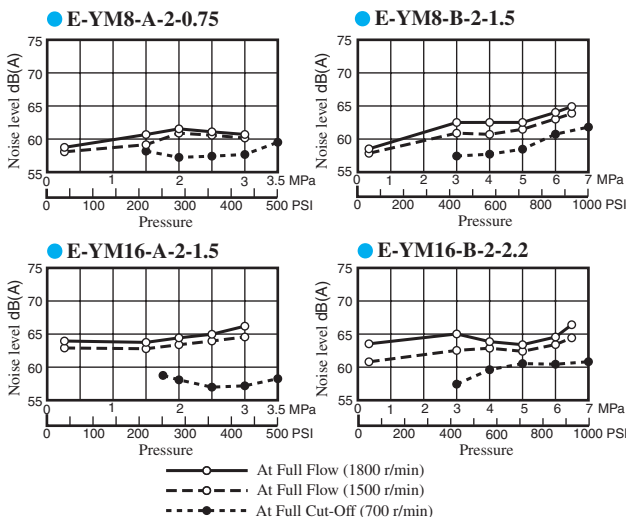 E-YM8-A-2-0.75
75
70
65
60
55
Noise level dB(A)
0 1 2 3 3.5 MPa
0 100 200 300 400 500 PSI
Pressure
E-YM8-B-2-1.5
75
70
65
60
55
Noise level dB(A)
0 1 2 3 4 5 6 7 MPa
0 200 400 600 800 1000 PSI
Pressure
E-YM16-A-2-1.5
75
70
65
60
55
Noise level dB(A)
0 1 2 3 3.5 MPa
0 100 200 300 400 500 PSI
Pressure
E-YM16-B-2-2.2
75
70
65
60
55
Noise level dB(A)
0 1 2 3 4 5 6 7 MPa
0 200 400 600 800 1000 PSI
Pressure
At Full Flow (1800 r/min)
At Full Flow (1500 r/min)
At Full Cut-Off (700 r/min)